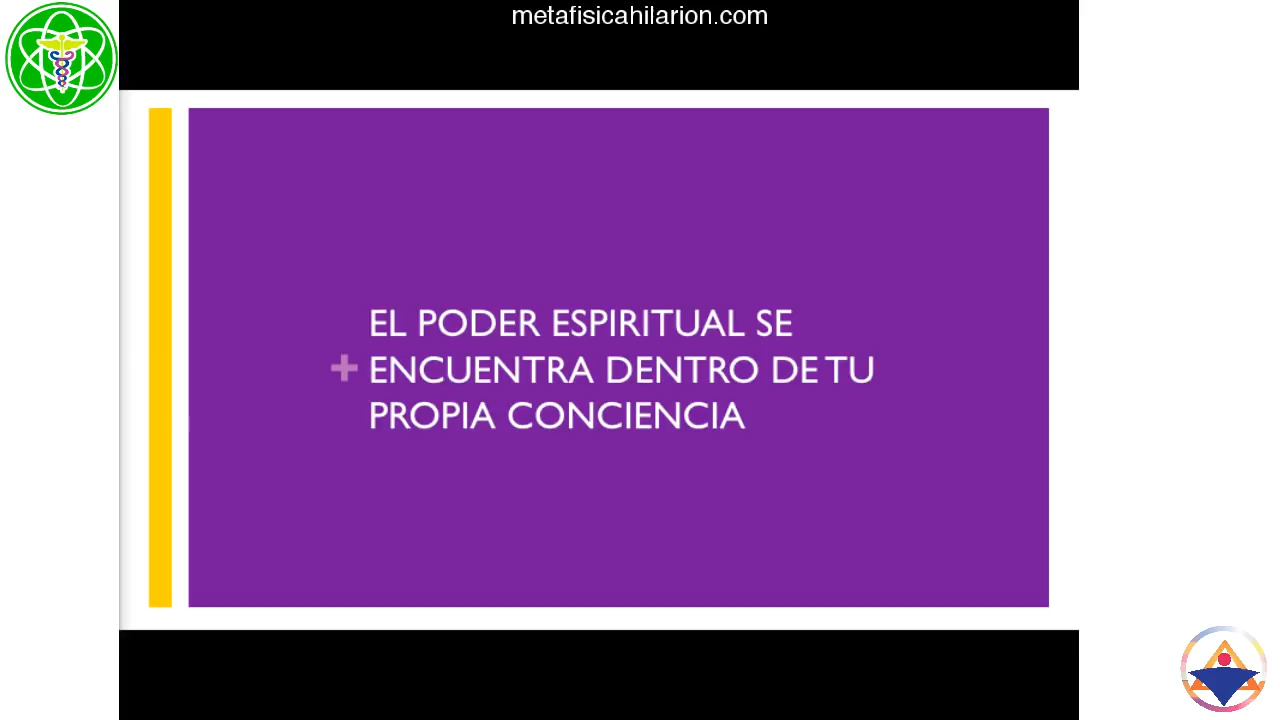 metafisicahilarion.com
EL PODER ESPIRITUAL SE
ENCUENTRA DENTRO DE TU
PROPIA CONCIENCIA